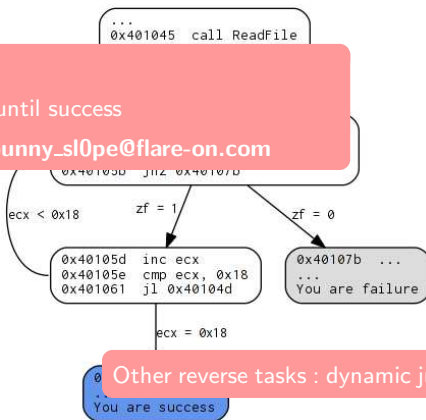 ...
0x401045 call ReadFile
until success
unny_sl0pe@flare-on.com
0x40105b jnz 0x40107b
ecx < 0x18
zf = 1
zf = 0
0x40105d inc ecx
0x40105e cmp ecx, 0x18
0x401061 jl 0x40104d
0x40107b ...
...
You are failure
ecx = 0x18
Other reverse tasks : dynamic
You are success